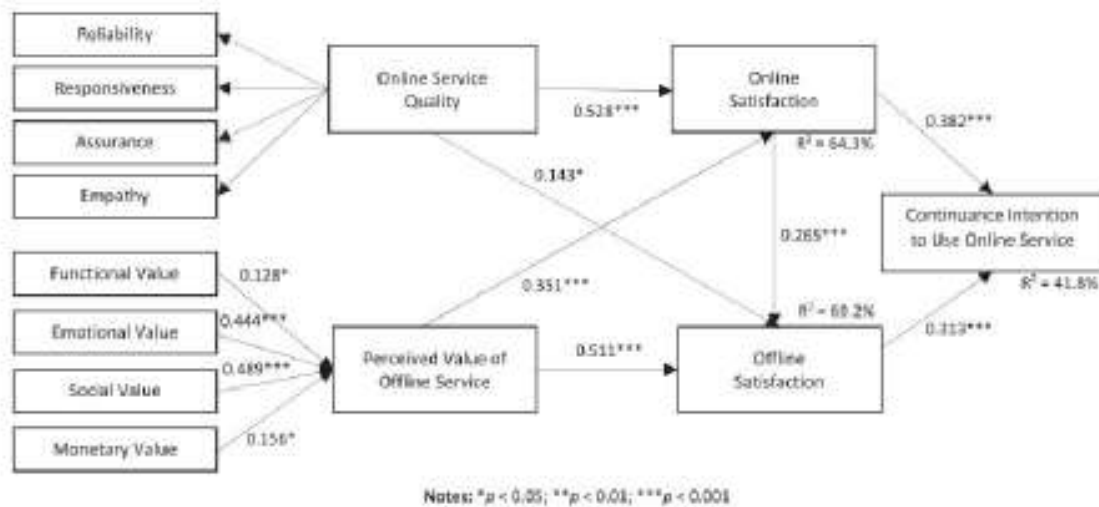 Reliability
Responsiveness
Assurance
Empathy
Functional Value
Emotional Value
Social Value
Monetary Value
0.128*
0.444***
0.489***
0.156*
Online Service
Quality
Perceived Value of
Offline Service
0.528***
0.143*
0.351***
0.511***
Online
Satisfaction
R² = 64.3%
0.265***
R² = 69.2%
Offline
Satisfaction
0.382***
0.313***
Continuance Intention
to Use Online Service
R² = 41.8%
Notes: *p < 0.05; **p < 0.01; ***p < 0.001